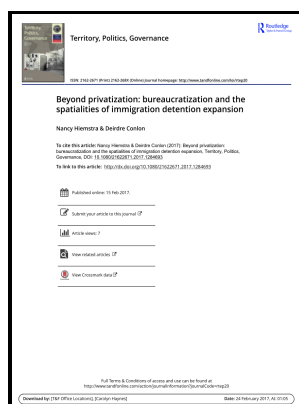 Territory,
Politics,
Governance
Routledge
Territory, Politics, Governance
ISSN: 2162-2671 (Print) 2162-268X (Online) Journal homepage: http://www.tandfonline.com/loi/rtep20
Beyond privatization: bureaucratization and the
spatialities of immigration detention expansion
Nancy Hiemstra & Deirdre Conlon
To cite this article: Nancy Hiemstra & Deirdre Conlon (2017): Beyond privatization:
bureaucratization and the spatialities of immigration detention expansion, Territory, Politics,
Governance, DOI: 10.1080/21622671.2017.1284693
To link to this article: http://dx.doi.org/10.1080/21622671.2017.1284693
Published online: 15 Feb 2017.
Submit your article to this journal
Article views: 7
View related articles
View Crossmark data
Full Terms & Conditions of access and use can be found at
http://www.tandfonline.com/action/journalInformation?journalCode=rtep20
Download by: [T&F Office Locations], [Carolyn Haynes] Date: 24 February 2017, At: 01:05